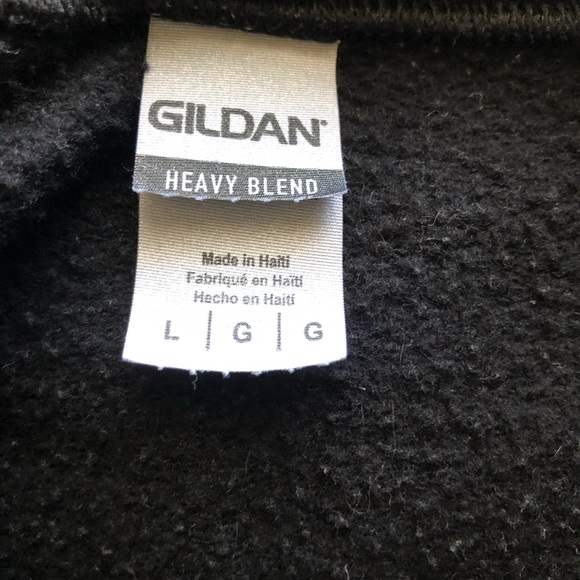 GILDAN®
HEAVY BLEND
Made in Haiti
Fabriqué en Haïti
Hecho en Haití
L | G | G